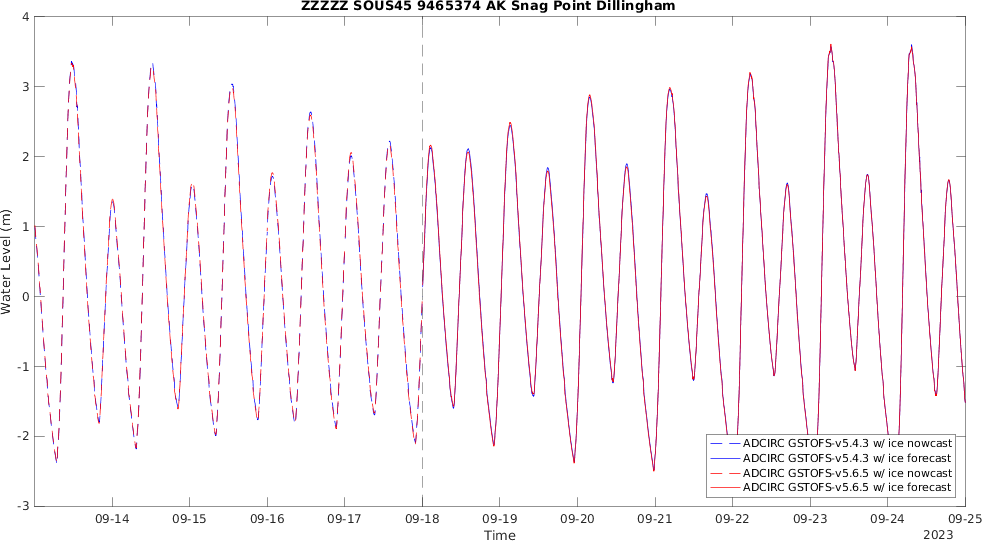 ZZZZZ SOUS45 9465374 AK Snag Point Dillingham
4
3
2
1
0
-1
-2
-3
Water Level (m)
ADCIRC GSTOFS-v5.4.3 w/ ice nowcast
ADCIRC GSTOFS-v5.4.3 w/ ice forecast
ADCIRC GSTOFS-v5.6.5 w/ ice nowcast
ADCIRC GSTOFS-v5.6.5 w/ ice forecast
09-14 09-15 09-16 09-17 09-18 09-19 09-20 09-21 09-22 09-23 09-24 09-25
Time
2023